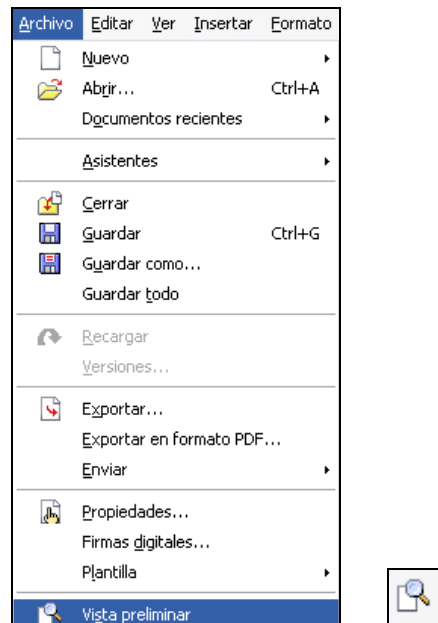 Archivo Editar Ver Insertar Formato
Nuevo
Abrir... Ctrl+A
Documentos recientes
Asistentes
Cerrar
Guardar Ctrl+G
Guardar como...
Guardar todo
Recargar
Versiones...
Exportar...
Exportar en formato PDF...
Enviar
Propiedades...
Firmas digitales...
Plantilla
Vista preliminar